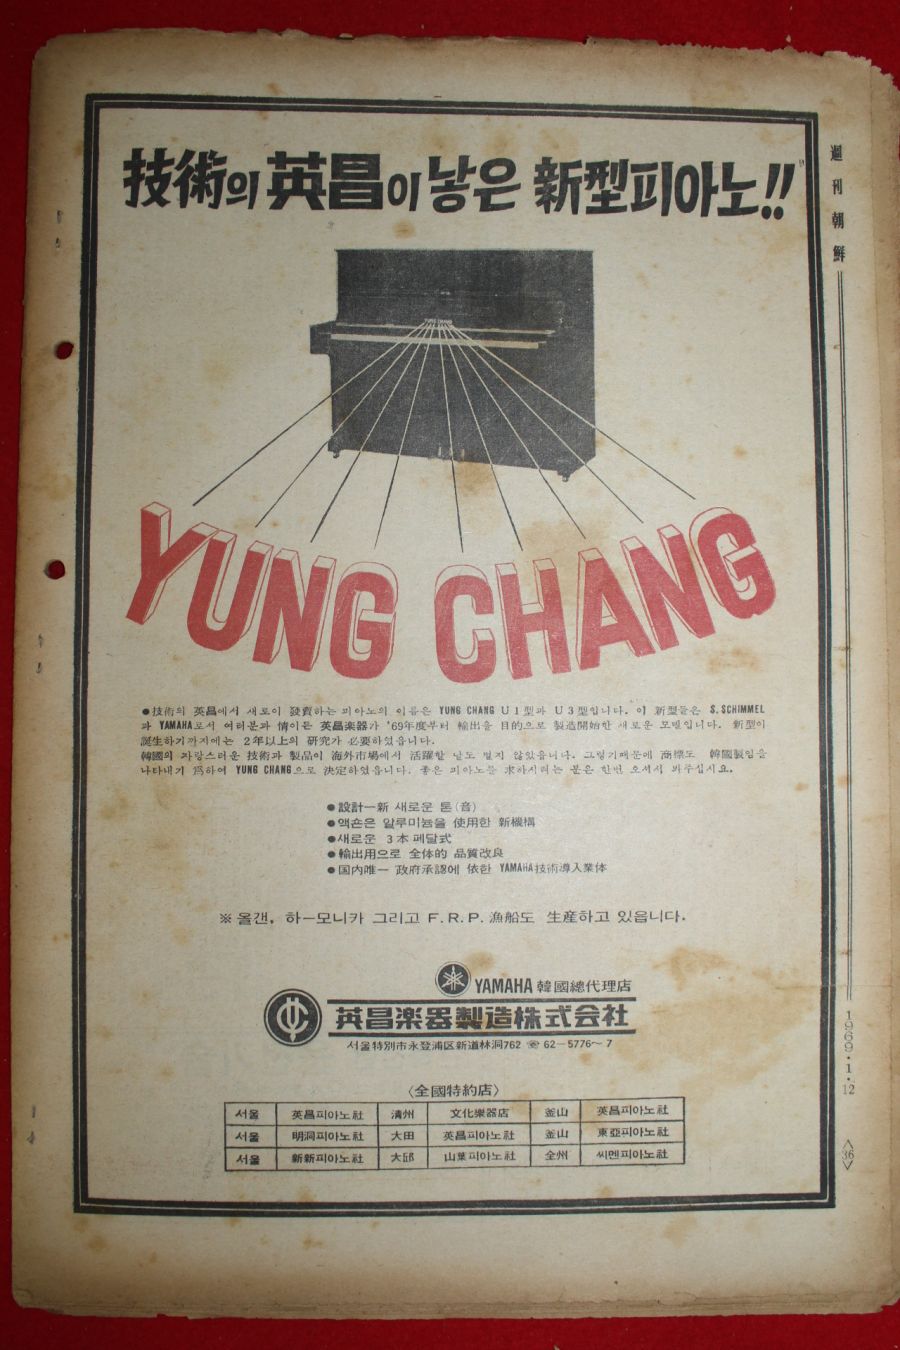 技術의 英昌이 낳은 新型피아노!!
週刊朝鮮
YUNG CHANG
YUNG CHANG
●技術의 英昌에서 새로이 發賣하는 피아노의 이름은 YUNG CHANG U1型과 U3型입니다. 이 新型들은 S.SCHIMMEL
과 YAMAHA로서 여러분과 情이든 英昌楽器가 '69年度부터 輸出을 目的으로 製造開始한 새로운 모델입니다. 新型이
誕生하기까지에는 2年以上의 研究가 必要하였읍니다.
韓國의 자랑스러운 技術과 製品이 海外市場에서 活躍할 날도 멀지 않았읍니다. 그렇기때문에 商標도 韓國製임을
나타내기 爲하여 YUNG CHANG으로 決定하였읍니다. 좋은 피아노를 求하시려는 분은 한번 오셔서 봐주십시요.
●設計一新 새로운 톤(音)
●액숀은 알루미늄을 使用한 新機構
●새로운 3本페달式
●輸出用으로 全体的 品質改良
●国内唯一 政府承認에 依한 YAMAHA技術導入業体
※ 올갠, 하ー모니카 그리고 F.R.P. 漁船도 生産하고 있읍니다.
YAMAHA 韓國總代理店
英昌楽器製造株式会社
서울特別市永登浦区新道林洞762 ☏ 62-5776~7
〈全國特約店〉
서울 英昌피아노社 清州 文化樂器店 釜山 英昌피아노社
서울 明洞피아노社 大田 英昌피아노社 釜山 東亞피아노社
서울 新新피아노社 大邱 山葉피아노社 全州 씨멘피아노社
1969·1·12
<36>